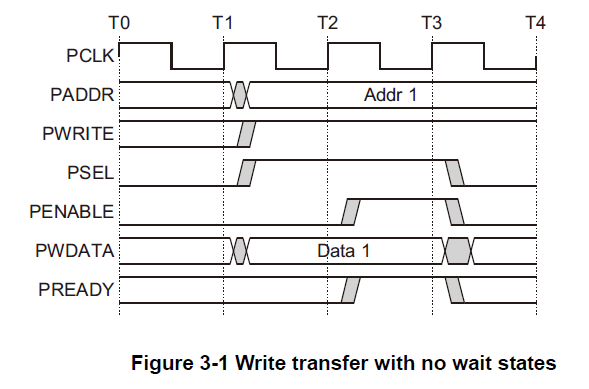 T0 T1 T2 T3 T4
PCLK
PADDR Addr 1
PWRITE
PSEL
PENABLE
PWDATA Data 1
PREADY
Figure 3-1 Write transfer with no wait states